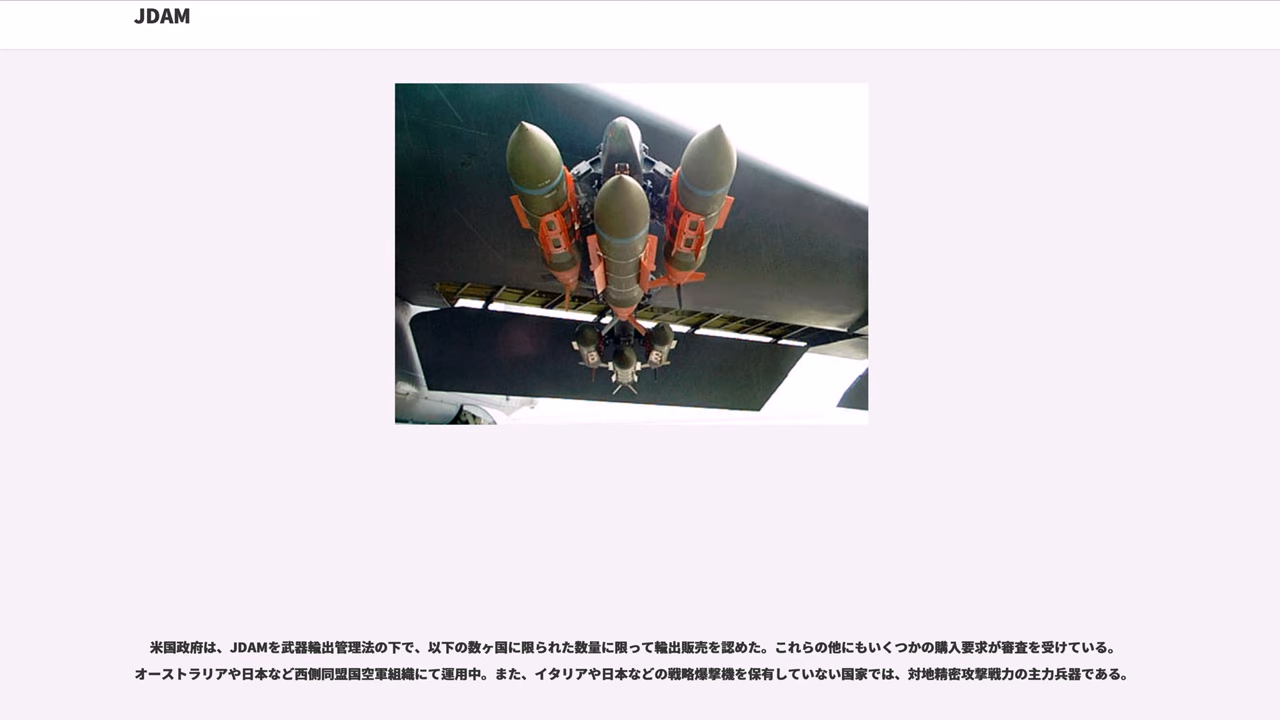 JDAM
米国政府は、JDAMを武器輸出管理法の下で、以下の数ヶ国に限られた数量に限って輸出販売を認めた。これらの他にもいくつかの購入要求が審査を受けている。
オーストラリアや日本など西側同盟国空軍組織にて運用中。また、イタリアや日本などの戦略爆撃機を保有していない国家では、対地精密攻撃戦力の主力兵器である。